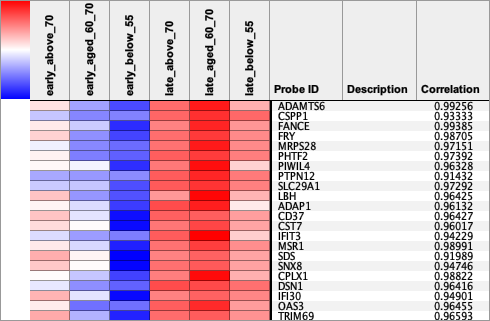 early_above_70
early_aged_60_70
early_below_55
late_above_70
late_aged_60_70
late_below_55
Probe ID Description Correlation
ADAMTS6 0.99256
CSPP1 0.93333
FANCE 0.99385
FRY 0.98705
MRPS28 0.97151
PHTF2 0.97392
PIWIL4 0.96328
PTPN12 0.91432
SLC29A1 0.97292
LBH 0.96425
ADAP1 0.96132
CD37 0.96427
CST7 0.96017
IFIT3 0.94229
MSR1 0.98991
SDS 0.91989
SNX8 0.94746
CPLX1 0.98822
DSN1 0.96416
IFI30 0.94901
OAS3 0.96455
TRIM69 0.96593